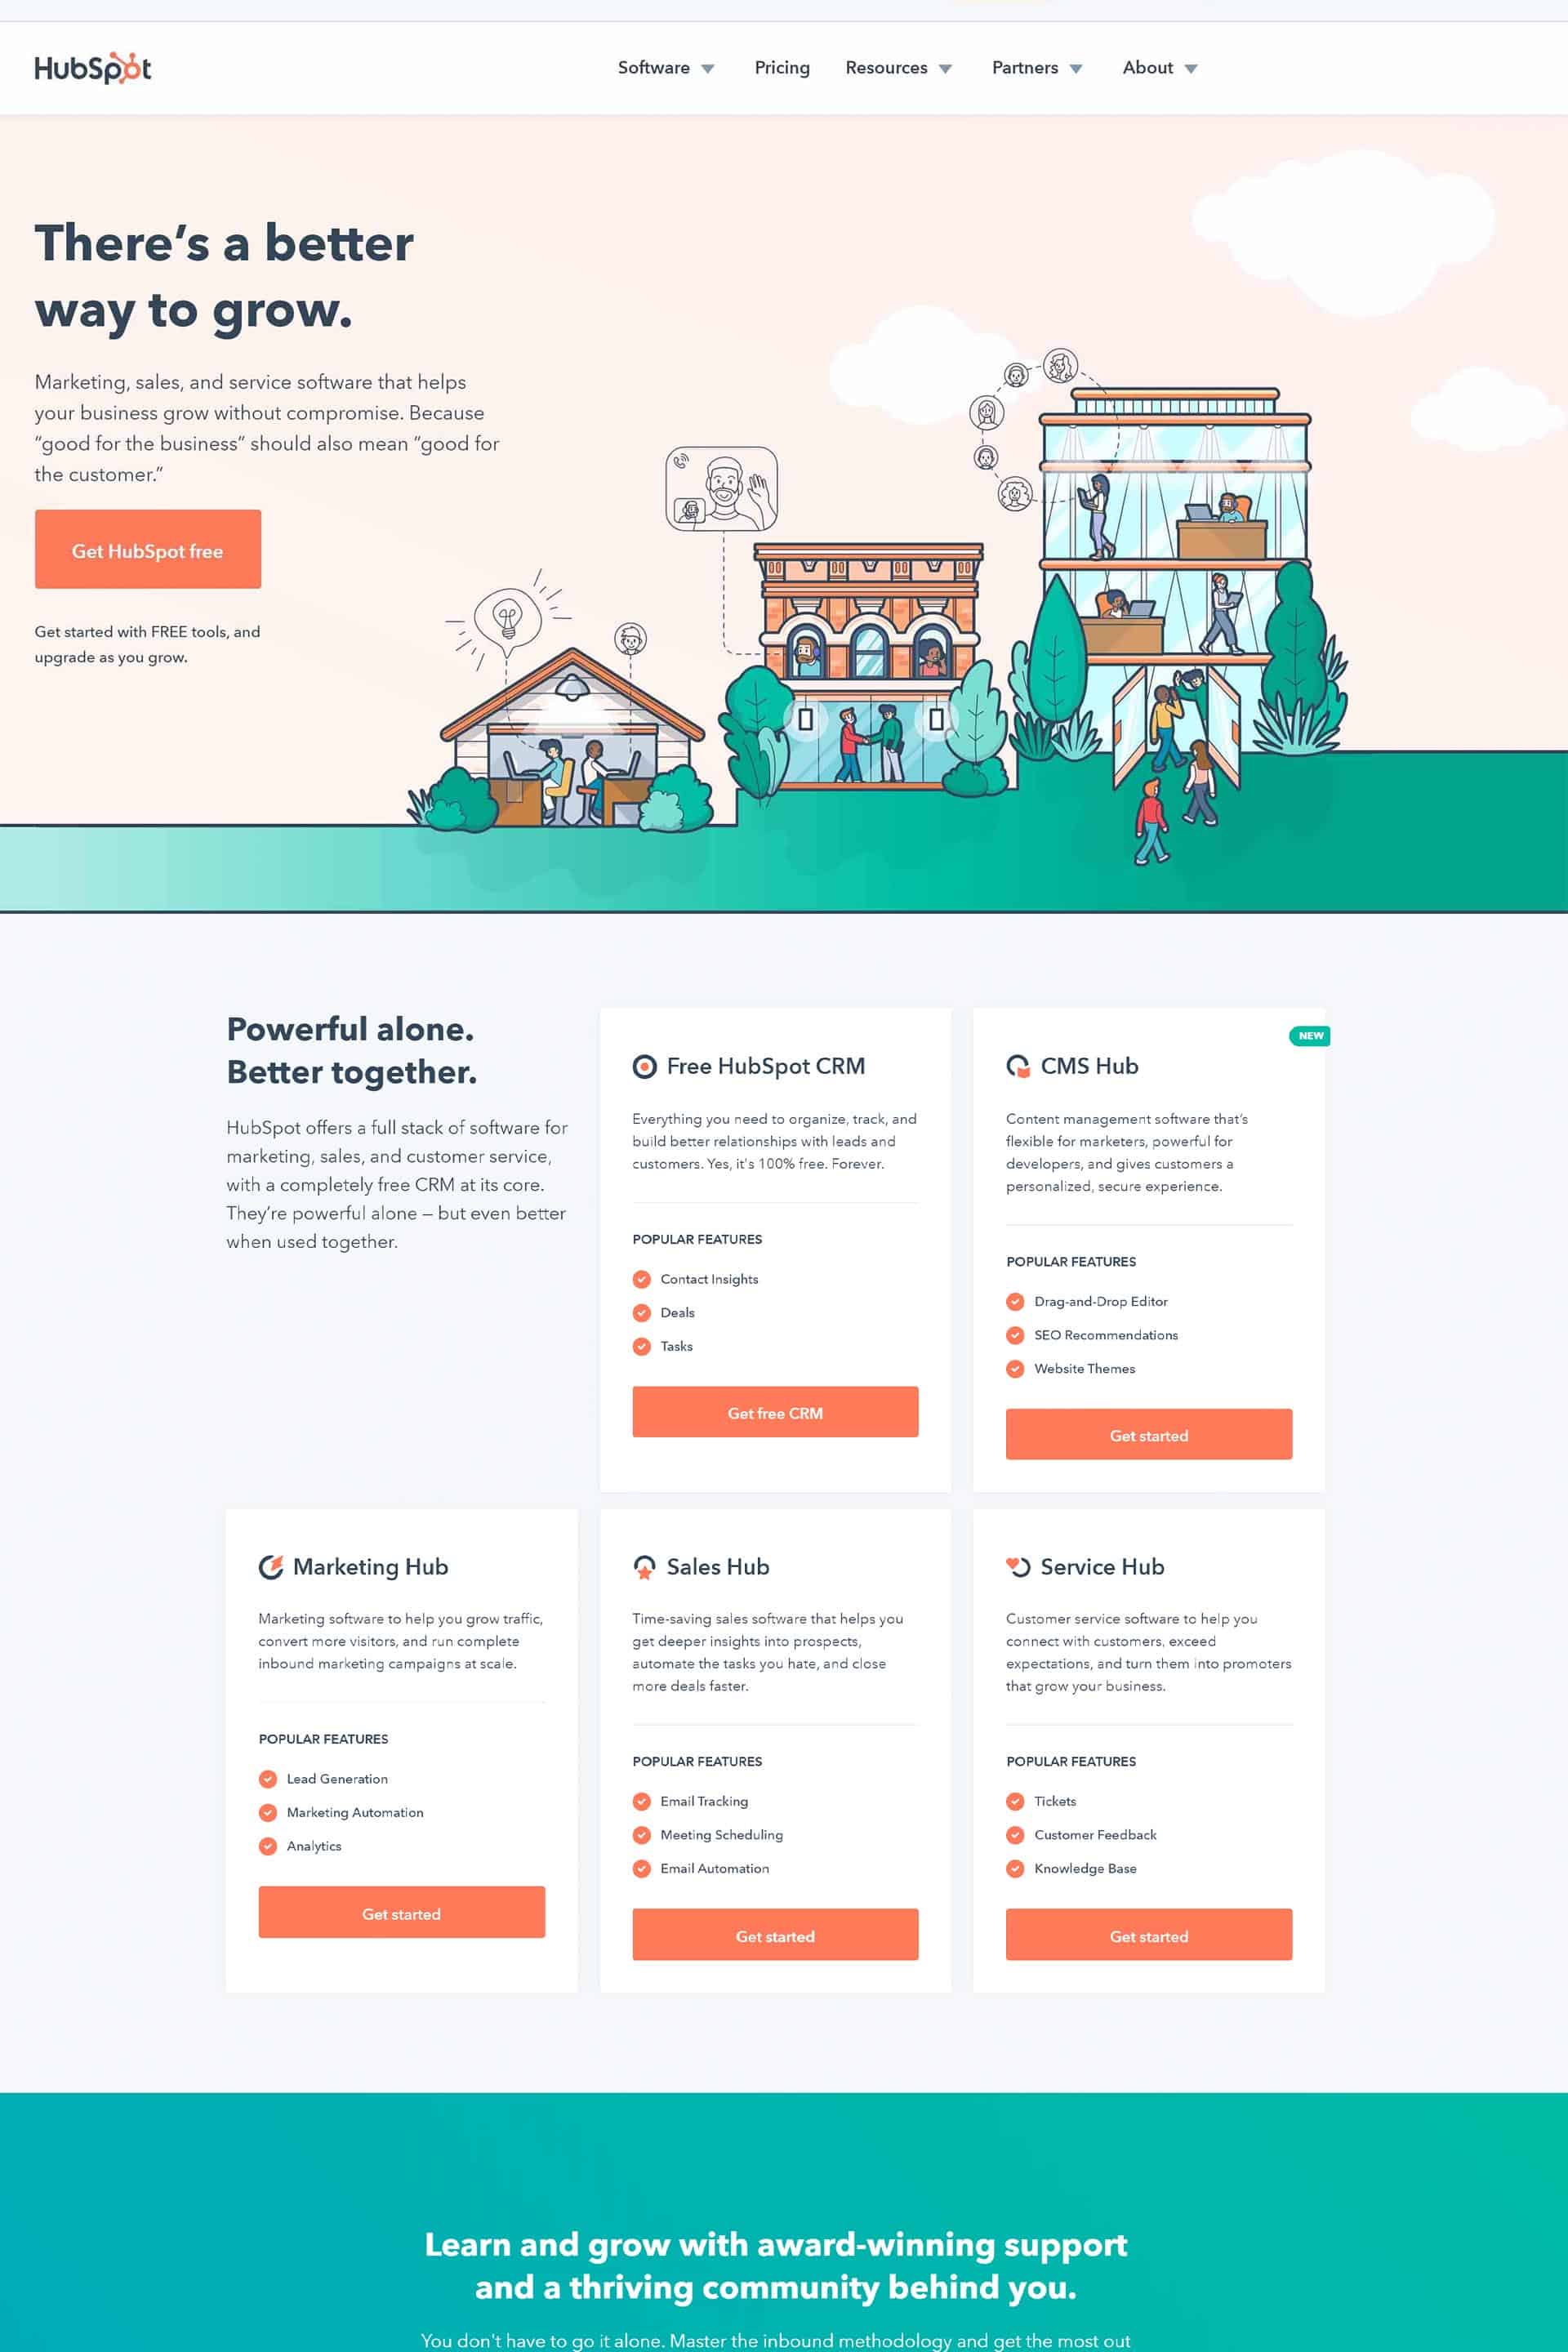 HubSpot
Software
Pricing
Resources
Partners
About
There’s a better
way to grow.
Marketing, sales, and service software that helps
your business grow without compromise. Because
“good for the business” should also mean “good for
the customer.”
Get HubSpot free
Get started with FREE tools, and
upgrade as you grow.
Powerful alone.
Better together.
HubSpot offers a full stack of software for
marketing, sales, and customer service,
with a completely free CRM at its core.
They’re powerful alone — but even better
when used together.
Free HubSpot CRM
Everything you need to organize, track, and
build better relationships with leads and
customers. Yes, it's 100% free. Forever.
POPULAR FEATURES
Contact Insights
Deals
Tasks
Get free CRM
NEW
CMS Hub
Content management software that’s
flexible for marketers, powerful for
developers, and gives customers a
personalized, secure experience.
POPULAR FEATURES
Drag-and-Drop Editor
SEO Recommendations
Website Themes
Get started
Marketing Hub
Marketing software to help you grow traffic,
convert more visitors, and run complete
inbound marketing campaigns at scale.
POPULAR FEATURES
Lead Generation
Marketing Automation
Analytics
Get started
Sales Hub
Time-saving sales software that helps you
get deeper insights into prospects,
automate the tasks you hate, and close
more deals faster.
POPULAR FEATURES
Email Tracking
Meeting Scheduling
Email Automation
Get started
Service Hub
Customer service software to help you
connect with customers, exceed
expectations, and turn them into promoters
that grow your business.
POPULAR FEATURES
Tickets
Customer Feedback
Knowledge Base
Get started
Learn and grow with award-winning support
and a thriving community behind you.
You don't have to go it alone. Master the inbound methodology and get the most out